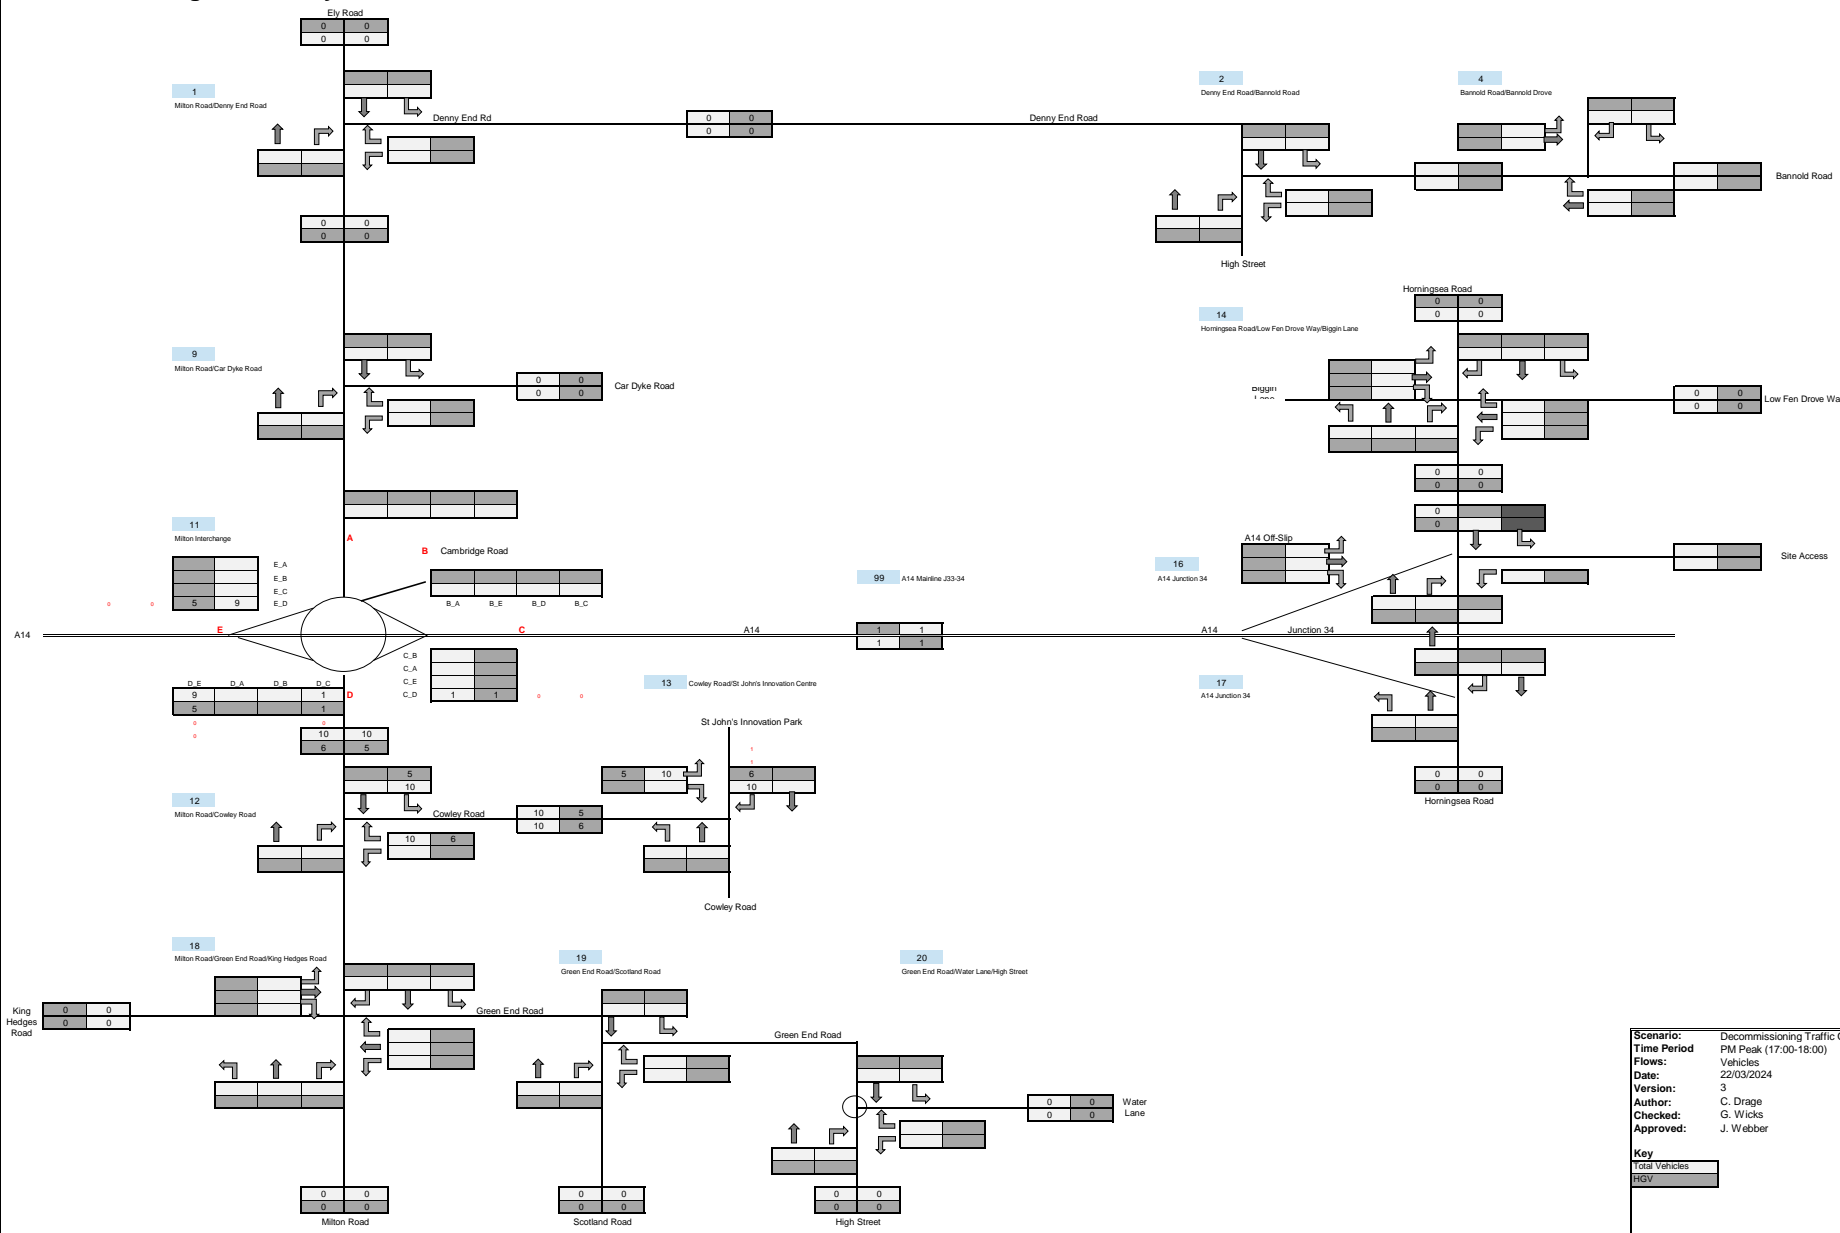 Ely Road
0 0
0 0
1
Milton Road/Denny End Road
2
Denny End Road/Bannold Road
4
Bannold Road/Bannold Drove
Denny End Rd
0 0
0 0
Denny End Road
Bannold Road
0 0
0 0
High Street
Horningsea Road
0 0
0 0
14
Horningsea Road/Low Fen Drove Way/Biggin Lane
9
Milton Road/Car Dyke Road
0 0
0 0
Car Dyke Road
Biggin
Lane
0 0
0 0
Low Fen Drove Wa
0 0
0 0
11
Milton Interchange
A
B Cambridge Road
0
0
A14 Off-Slip
E_A
E_B
E_C
5 9 E_D
0 0
B_A B_E B_D B_C
99 A14 Mainline J33-34
16
A14 Junction 34
Site Access
A14
E
C
A14
1 1
1 1
A14
Junction 34
C_B
C_A
C_E
C_D 1 1 0 0
D_E D_A D_B D_C
9 1
5 1
D
0 0
0
13 Cowley Road/St John's Innovation Centre
17
A14 Junction 34
10 10
6 5
St John's Innovation Park
1
1
5
10
5 10
6
10
0 0
0 0
Horningsea Road
12
Milton Road/Cowley Road
Cowley Road
10 5
10 6
10 6
Cowley Road
18
Milton Road/Green End Road/King Hedges Road
19
Green End Road/Scotland Road
20
Green End Road/Water Lane/High Street
King
Hedges
Road
0 0
0 0
Green End Road
Green End Road
0 0
0 0
Water
Lane
0 0
0 0
Milton Road
0 0
0 0
Scotland Road
0 0
0 0
High Street
Scenario: Decommissioning Traffic
Time Period PM Peak (17:00-18:00)
Flows: Vehicles
Date: 22/03/2024
Version: 3
Author: C. Drage
Checked: G. Wicks
Approved: J. Webber
Key
Total Vehicles
HGV